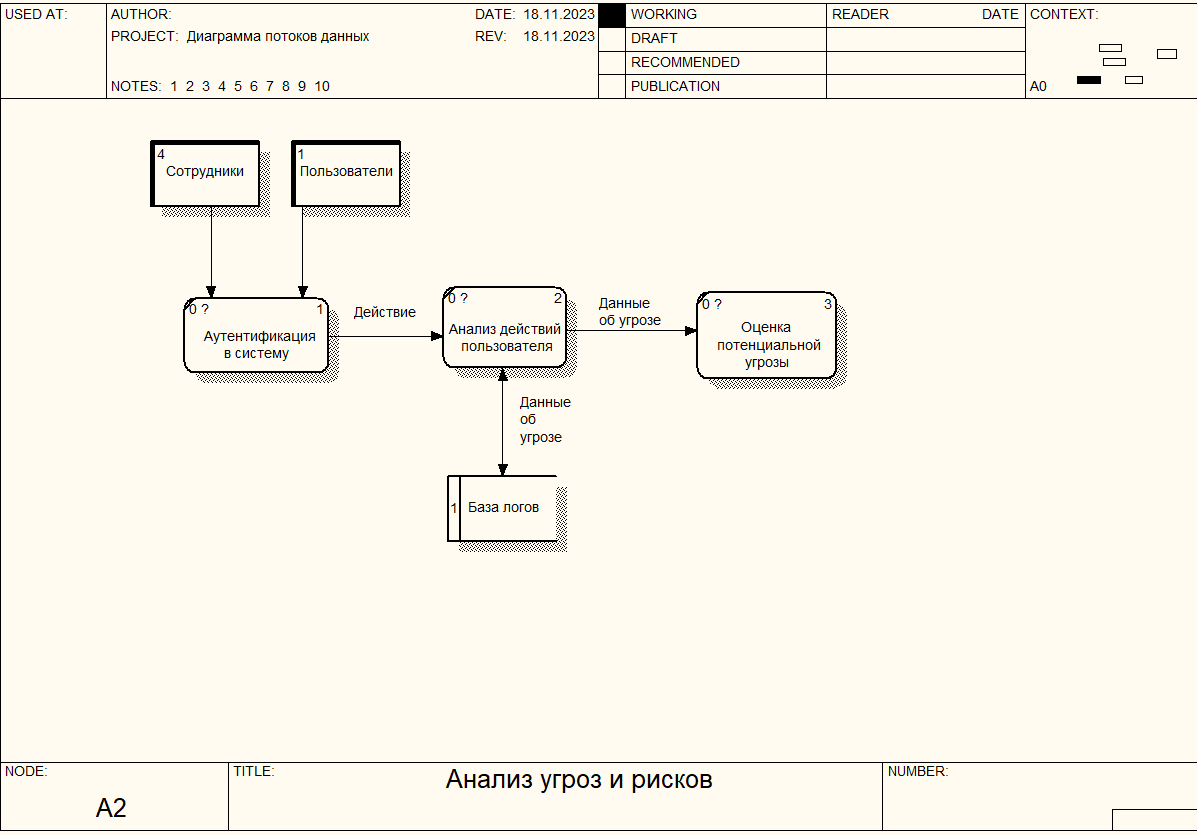 USED AT:
AUTHOR:
DATE: 18.11.2023
PROJECT: Диаграмма потоков данных
REV: 18.11.2023
NOTES: 1 2 3 4 5 6 7 8 9 10
WORKING
DRAFT
RECOMMENDED
PUBLICATION
READER
DATE
CONTEXT:
A0
4
Сотрудники
1
Пользователи
0 ?
1
Аутентификация
в систему
Действие
0 ?
2
Анализ действий
пользователя
Данные
об угрозе
0 ?
3
Оценка
потенциальной
угрозы
Данные
об
угрозе
1
База логов
NODE:
A2
TITLE:
Анализ угроз и рисков
NUMBER: